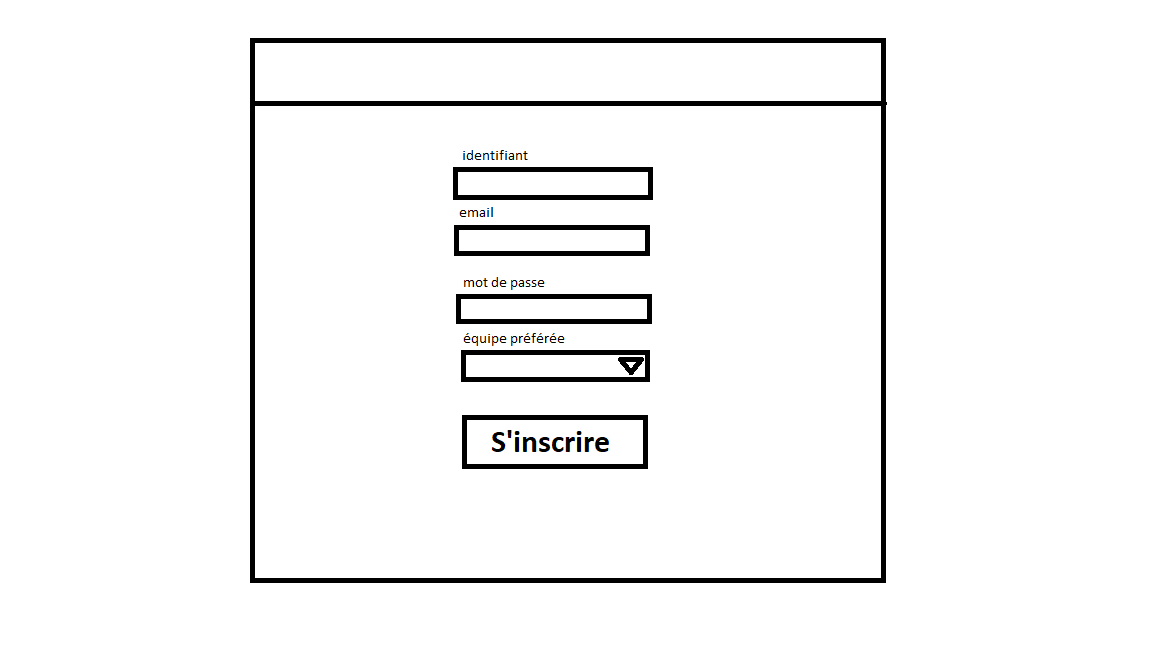 identifiant
email
mot de passe
équipe préférée
S'inscrire